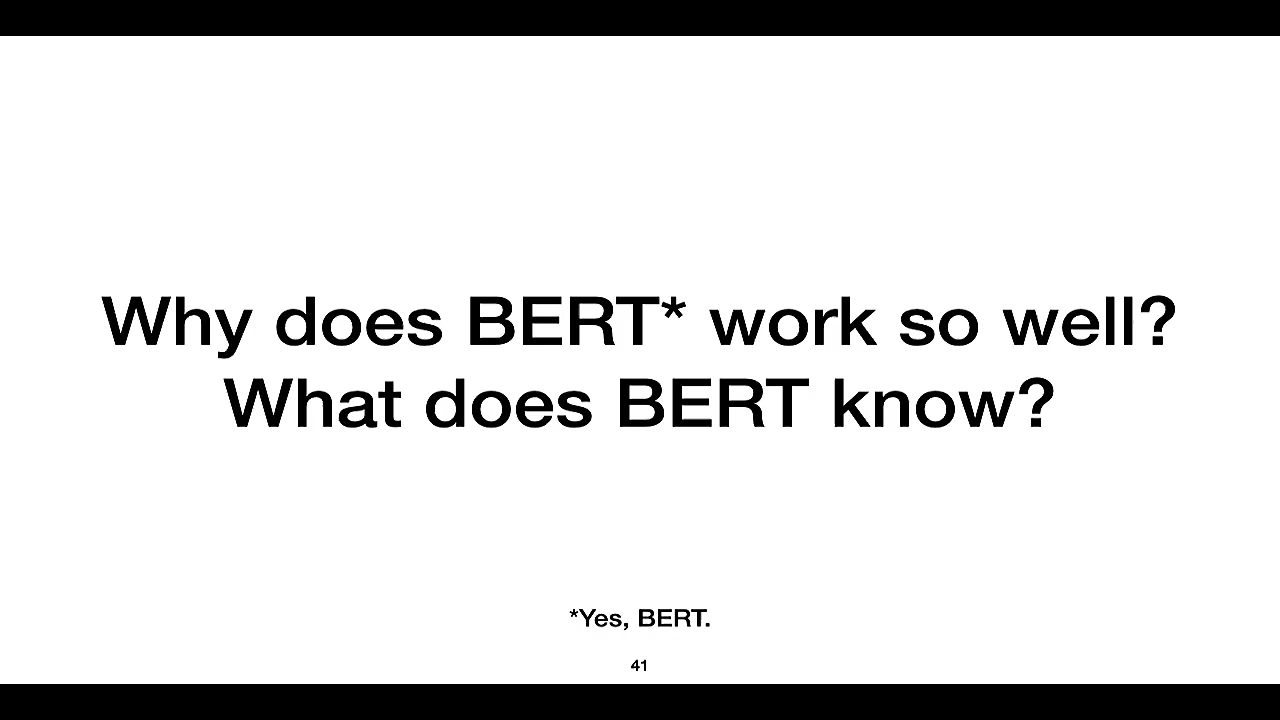 Why does BERT* work so well?
What does BERT know?
*Yes, BERT.
41